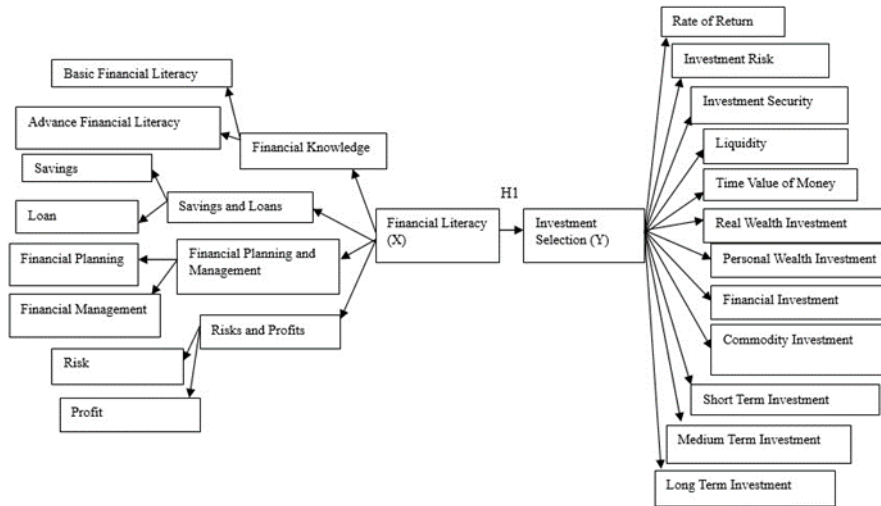 Basic Financial Literacy
Advance Financial Literacy
Financial Knowledge
Savings
Savings and Loans
Loan
Financial Planning
Financial Planning and
Management
Financial Management
Risks and Profits
Risk
Profit
Financial Literacy
(X)
H1
Investment
Selection (Y)
Rate of Return
Investment Risk
Investment Security
Liquidity
Time Value of Money
Real Wealth Investment
Personal Wealth Investment
Financial Investment
Commodity Investment
Short Term Investment
Medium Term Investment
Long Term Investment